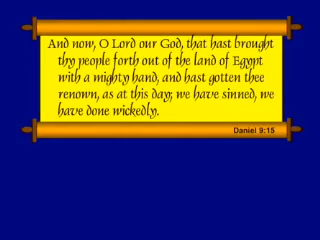 And now, O Lord our God, that hast brought
thy people forth out of the land of Egypt
with a mighty hand, and hast gotten thee
renown, as at this day; we have sinned, we
have done wickedly.
Daniel 9:15